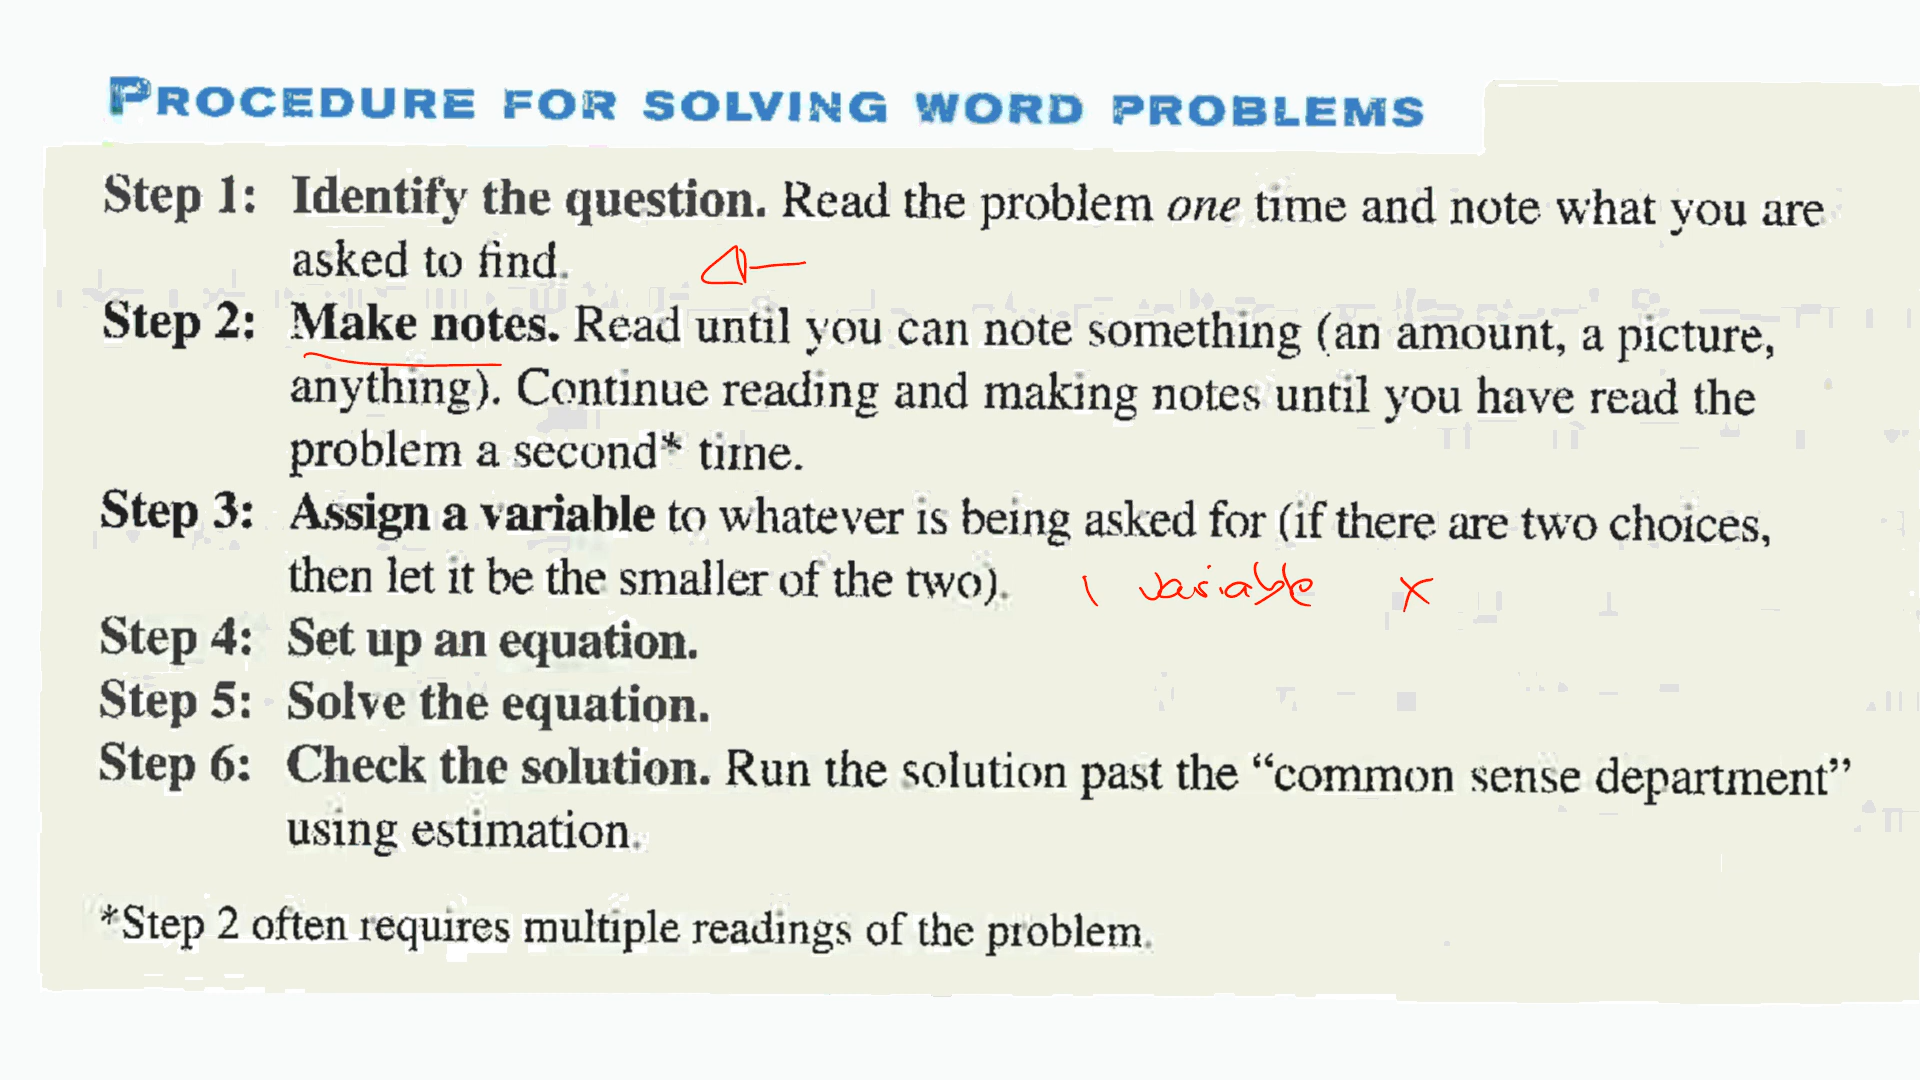 PROCEDURE FOR SOLVING WORD PROBLEMS
Step 1: Identify the question. Read the problem one time and note what you are
asked to find.
Step 2: Make notes. Read until you can note something (an amount, a picture,
anything). Continue reading and making notes until you have read the
problem a second* time.
Step 3: Assign a variable to whatever is being asked for (if there are two choices,
then let it be the smaller of the two). 1 variable x
Step 4: Set up an equation.
Step 5: Solve the equation.
Step 6: Check the solution. Run the solution past the “common sense department”
using estimation.
*Step 2 often requires multiple readings of the problem.